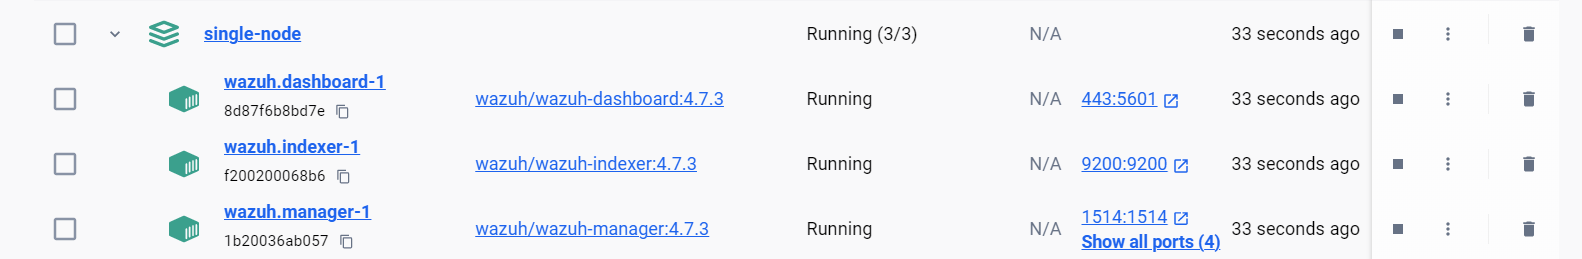 single-node Running (3/3) N/A 33 seconds ago
wazuh.dashboard-1
8d87f6b8bd7e wazuh/wazuh-dashboard:4.7.3 Running N/A 443:5601 33 seconds ago
wazuh.indexer-1
f200200068b6 wazuh/wazuh-indexer:4.7.3 Running N/A 9200:9200 33 seconds ago
wazuh.manager-1
1b20036ab057 wazuh/wazuh-manager:4.7.3 Running N/A 1514:1514 33 seconds ago
Show all ports (4)